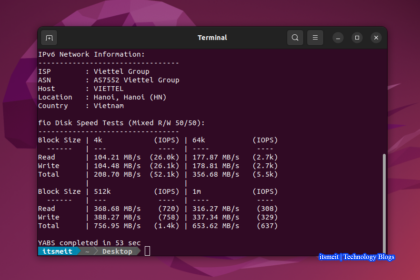 Terminal
IPv6 Network Information:
---------------------------------
ISP : Viettel Group
ASN : AS7552 Viettel Group
Host : VIETTEL
Location : Hanoi, Hanoi (HN)
Country : Vietnam
fio Disk Speed Tests (Mixed R/W 50/50):
---------------------------------
Block Size | 4k (IOPS) | 64k (IOPS)
------ | --- ---- | ---- ----
Read | 104.21 MB/s (26.0k) | 177.87 MB/s (2.7k)
Write | 104.48 MB/s (26.1k) | 178.81 MB/s (2.7k)
Total | 208.70 MB/s (52.1k) | 356.68 MB/s (5.5k)
| |
Block Size | 512k (IOPS) | 1m (IOPS)
------ | --- ---- | ---- ----
Read | 368.68 MB/s (720) | 316.27 MB/s (308)
Write | 388.27 MB/s (758) | 337.34 MB/s (329)
Total | 756.95 MB/s (1.4k) | 653.62 MB/s (637)
YABS completed in 53 sec
itsmeit ~ Desktop
itsmeit | Technology Blogs